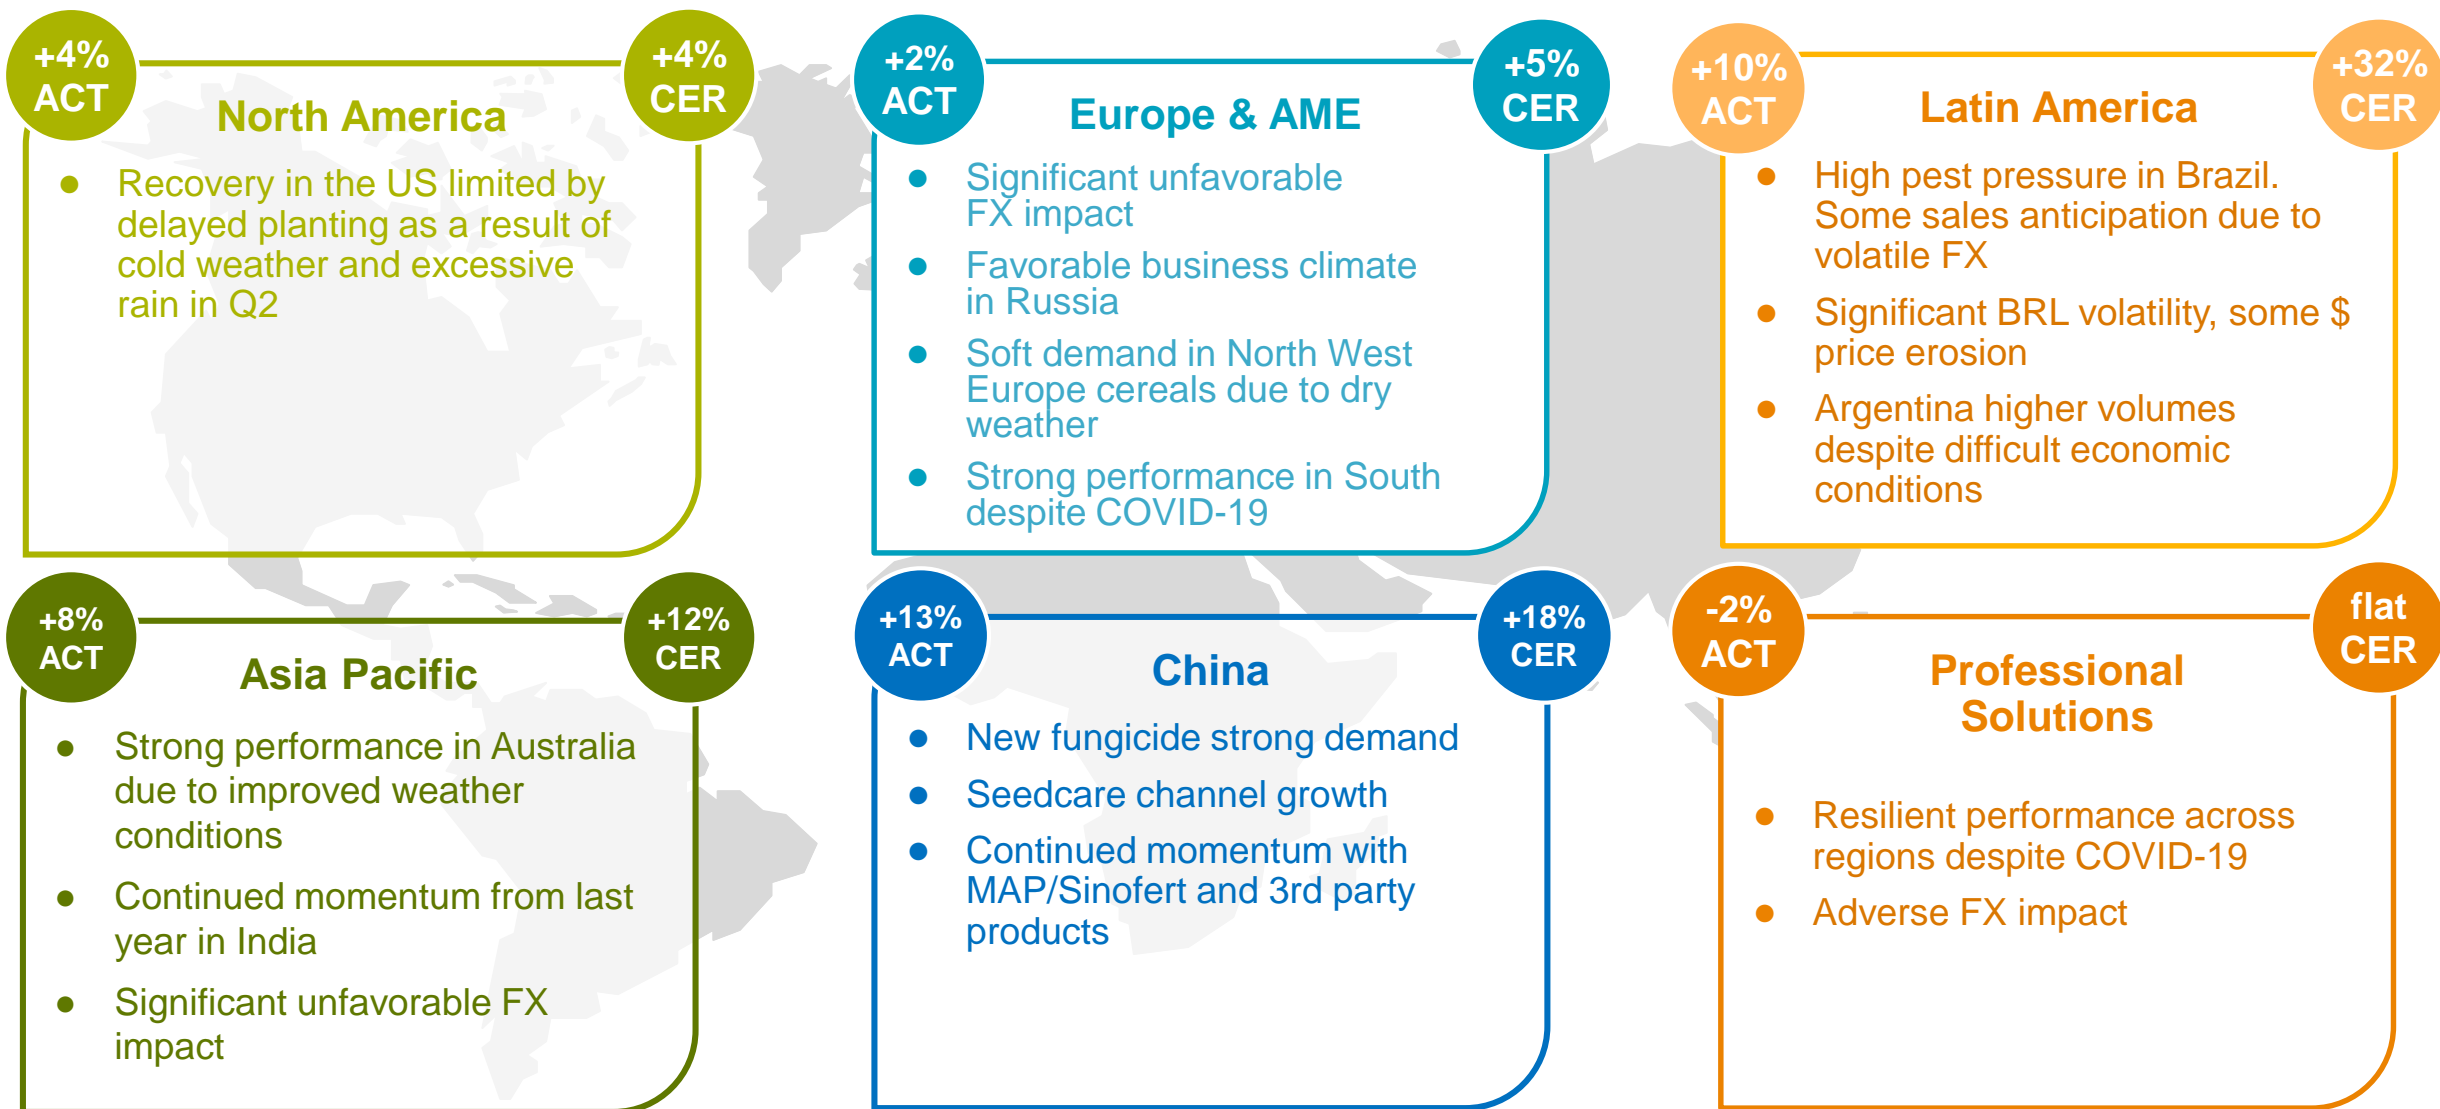 +4%
ACT
+4%
CER
North America
● Recovery in the US limited by
delayed planting as a result of
cold weather and excessive
rain in Q2
+2%
ACT
+5%
CER
Europe & AME
● Significant unfavorable
FX impact
● Favorable business climate
in Russia
● Soft demand in North West
Europe cereals due to dry
weather
● Strong performance in South
despite COVID-19
+10%
ACT
+32%
CER
Latin America
● High pest pressure in Brazil.
Some sales anticipation due to
volatile FX
● Significant BRL volatility, some $
price erosion
● Argentina higher volumes
despite difficult economic
conditions
+8%
ACT
+12%
CER
Asia Pacific
● Strong performance in Australia
due to improved weather
conditions
● Continued momentum from last
year in India
● Significant unfavorable FX
impact
+13%
ACT
+18%
CER
China
● New fungicide strong demand
● Seedcare channel growth
● Continued momentum with
MAP/Sinofert and 3rd party
products
-2%
ACT
flat
CER
Professional
Solutions
● Resilient performance across
regions despite COVID-19
● Adverse FX impact